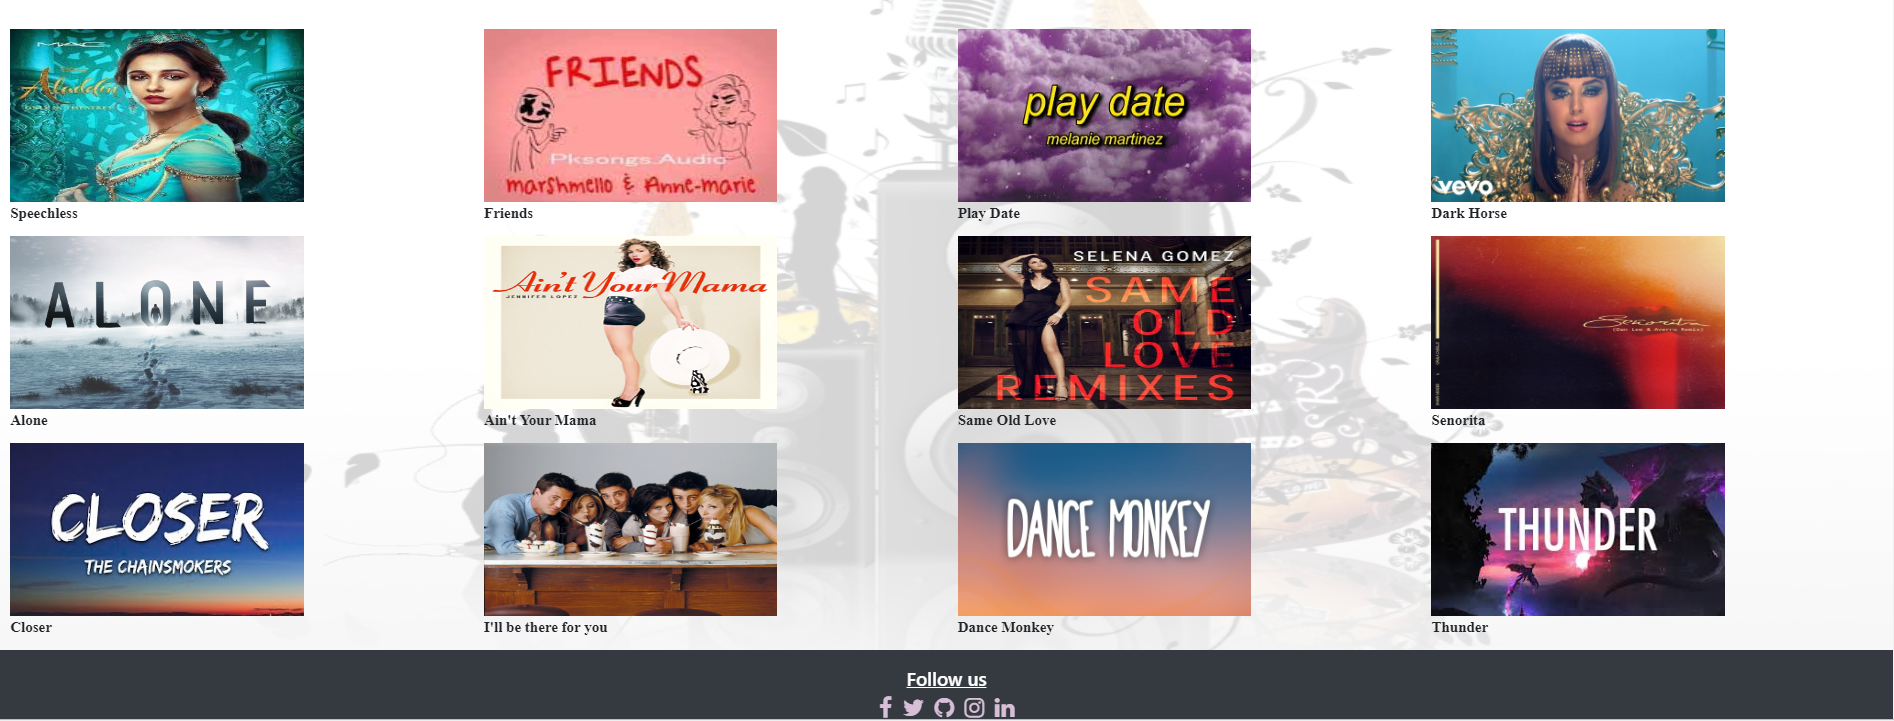 MAC
Aladdin
Speechless
FRIENDS
Pksongs Audio
marshmello & Anne-marie
Friends
play date
melanie martinez
Play Date
vevo
Dark Horse
ALONE
Alone
Ain't Your Mama
JENNIFER LOPEZ
Ain't Your Mama
SELENA GOMEZ
SAME
OLD
LOVE
REMIXES
Same Old Love
Señorita
Senorita
CLOSER
THE CHAINSMOKERS
Closer
I'll be there for you
DANCE MONKEY
Dance Monkey
THUNDER
Thunder
Follow us